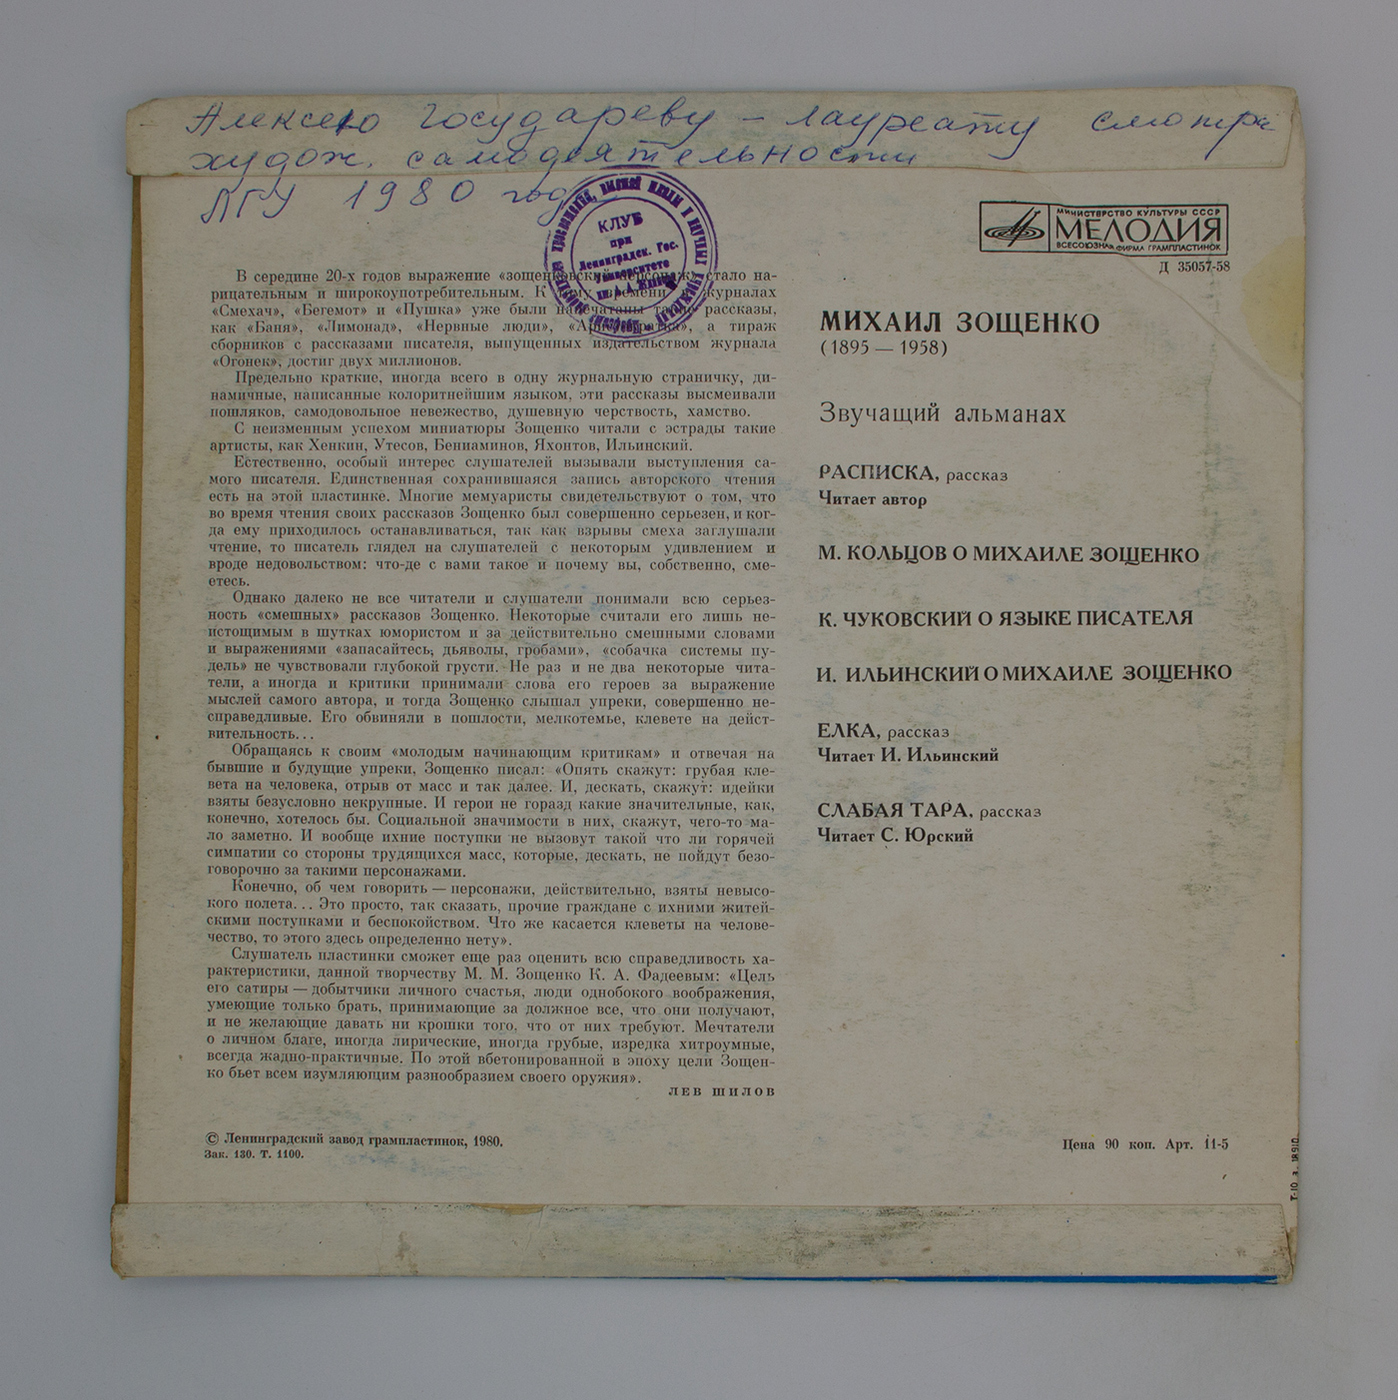 Алексею Государеву – лауреату смотра
худож. самодеятельности
ЛГУ 1980 год
КЛУБ
при
Ленинградск. Гос.
Университете
МИНИСТЕРСТВО КУЛЬТУРЫ СССР
МЕЛОДИЯ
ВСЕСОЮЗНАЯ ФИРМА ГРАМПЛАСТИНОК
Д 35057-58
В середине 20-х годов выражение «зощенковский персонаж» стало на-
рицательным и широкоупотребительным. К тому времени в журналах
«Смехач», «Бегемот» и «Пушка» уже были напечатаны такие рассказы,
как «Баня», «Лимонад», «Нервные люди», «Аристократка», а тираж
сборников с рассказами писателя, выпущенных издательством журнала
«Огонек», достиг двух миллионов.
Предельно краткие, иногда всего в одну журнальную страничку, ди-
намичные, написанные колоритнейшим языком, эти рассказы высмеивали
пошляков, самодовольное невежество, душевную черствость, хамство.
С неизменным успехом миниатюры Зощенко читали с эстрады такие
артисты, как Хенкин, Утесов, Бениаминов, Яхонтов, Ильинский.
Естественно, особый интерес слушателей вызывали выступления са-
мого писателя. Единственная сохранившаяся запись авторского чтения
есть на этой пластинке. Многие мемуаристы свидетельствуют о том, что
во время чтения своих рассказов Зощенко был совершенно серьезен, и ког-
да ему приходилось останавливаться, так как взрывы смеха заглушали
чтение, то писатель глядел на слушателей с некоторым удивлением и
вроде недовольством: что-де с вами такое и почему вы, собственно, сме-
етесь.
Однако далеко не все читатели и слушатели понимали всю серьез-
ность «смешных» рассказов Зощенко. Некоторые считали его лишь не-
истощимым в шутках юмористом и за действительно смешными словами
и выражениями «запасайтесь, дьяволы, гробами», «собачка системы пу-
дель» не чувствовали глубокой грусти. Не раз и не два некоторые чита-
тели, а иногда и критики принимали слова его героев за выражение
мыслей самого автора, и тогда Зощенко слышал упреки, совершенно не-
справедливые. Его обвиняли в пошлости, мелкотемье, клевете на дейст-
вительность...
Обращаясь к своим «молодым начинающим критикам» и отвечая на
бывшие и будущие упреки, Зощенко писал: «Опять скажут: грубая кле-
вета на человека, отрыв от масс и так далее. И, дескать, скажут: идейки
взяты безусловно некрупные. И герои не горазд какие значительные, как,
конечно, хотелось бы. Социальной значимости в них, скажут, чего-то ма-
ло заметно. И вообще ихние поступки не вызовут такой что ли горячей
симпатии со стороны трудящихся масс, которые, дескать, не пойдут безо-
говорочно за такими персонажами.
Конечно, об чем говорить — персонажи, действительно, взяты невысо-
кого полета... Это просто, так сказать, прочие граждане с ихними житей-
скими поступками и беспокойством. Что же касается клеветы на челове-
чество, то этого здесь определенно нету».
Слушатель пластинки сможет еще раз оценить всю справедливость ха-
рактеристики, данной творчеству М. М. Зощенко К. А. Фадеевым: «Цель
его сатиры — добытчики личного счастья, люди однобокого воображения,
умеющие только брать, принимающие за должное все, что они получают,
и не желающие давать ни крошки того, что от них требуют. Мечтатели
о личном благе, иногда лирические, иногда грубые, изредка хитроумные,
всегда жадно-практичные. По этой вбетонированной в эпоху цели Зощен-
ко бьет всем изумляющим разнообразием своего оружия».
ЛЕВ ШИЛОВ
© Ленинградский завод грампластинок, 1980.
Зак. 130. Т. 1100.
МИХАИЛ ЗОЩЕНКО
(1895 — 1958)
Звучащий альманах
РАСПИСКА, рассказ
Читает автор
М. КОЛЬЦОВ О МИХАИЛЕ ЗОЩЕНКО
К. ЧУКОВСКИЙ О ЯЗЫКЕ ПИСАТЕЛЯ
И. ИЛЬИНСКИЙ О МИХАИЛЕ ЗОЩЕНКО
ЕЛКА, рассказ
Читает И. Ильинский
СЛАБАЯ ТАРА, рассказ
Читает С. Юрский
Цена 90 коп. Арт. 11-5
Т-10 з. 18910